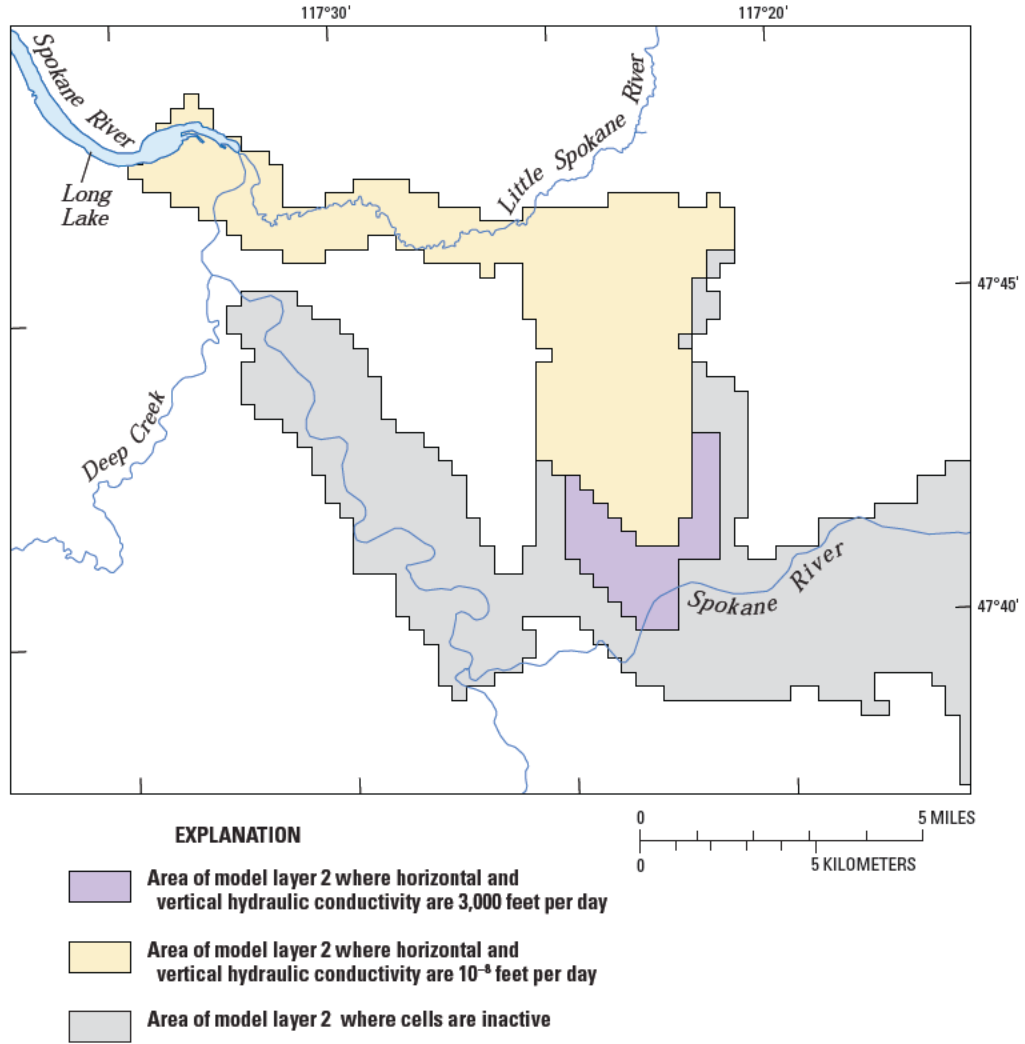 117°30'
117°20'
Spokane River
Little Spokane River
Long
Lake
47°45'
Deep Creek
Spokane River
47°40'
EXPLANATION
0
5 MILES
0
5 KILOMETERS
Area of model layer 2 where horizontal and
vertical hydraulic conductivity are 3,000 feet per day
Area of model layer 2 where horizontal and
vertical hydraulic conductivity are 10⁻⁸ feet per day
Area of model layer 2 where cells are inactive